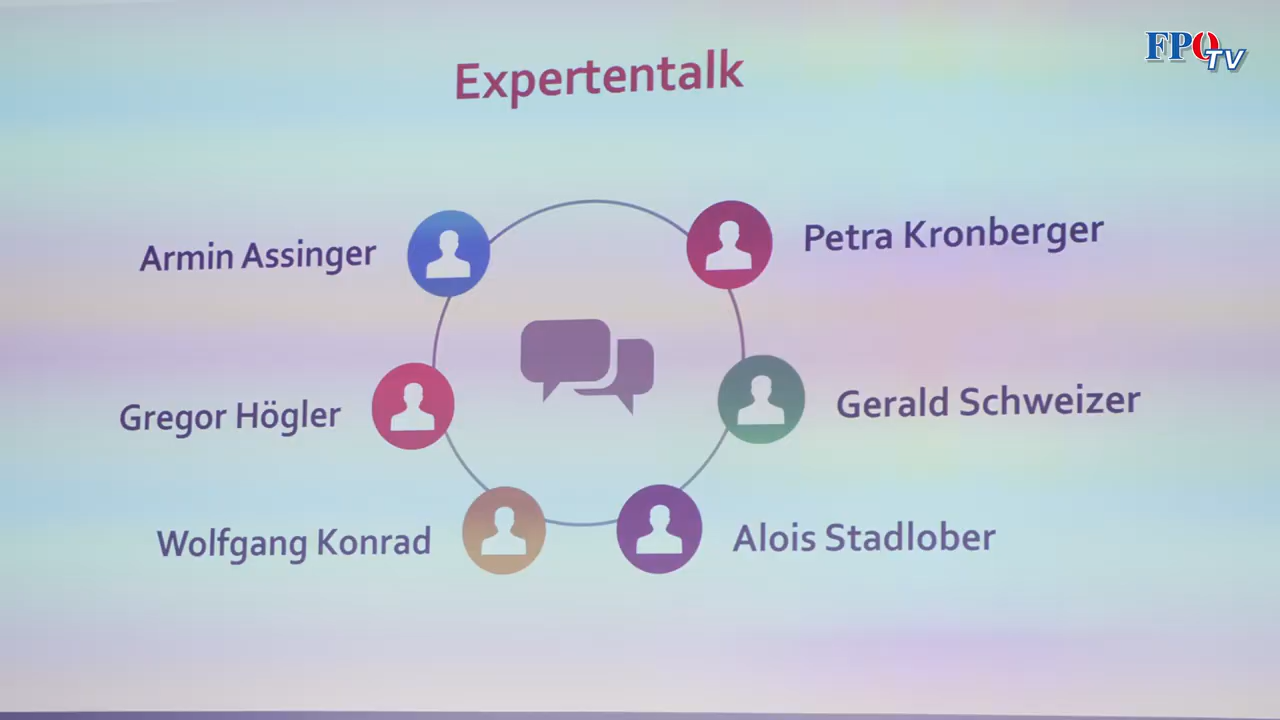 FPÖ TV
Expertentalk
Armin Assinger
Petra Kronberger
Gregor Högler
Gerald Schweizer
Wolfgang Konrad
Alois Stadlober